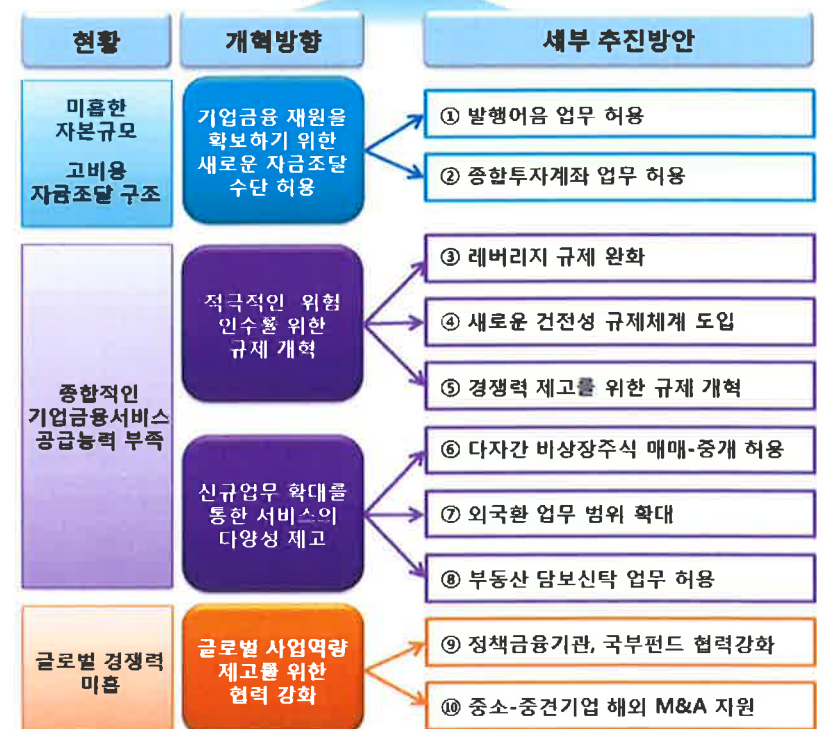 현황
개혁방향
세부 추진방안
미흡한
자본규모
고비용
자금조달 구조
기업금융 재원을
확보하기 위한
새로운 자금조달
수단 허용
① 발행어음 업무 허용
② 종합투자계좌 업무 허용
종합적인
기업금융서비스
공급능력 부족
적극적인 위험
인수를 위한
규제 개혁
③ 레버리지 규제 완화
④ 새로운 건전성 규제체계 도입
⑤ 경쟁력 제고를 위한 규제 개혁
신규업무 확대를
통한 서비스의
다양성 제고
⑥ 다자간 비상장주식 매매-중개 허용
⑦ 외국환 업무 범위 확대
⑧ 부동산 담보신탁 업무 허용
글로벌 경쟁력
미흡
글로벌 사업역량
제고를 위한
협력 강화
⑨ 정책금융기관, 국부펀드 협력강화
⑩ 중소-중견기업 해외 M&A 지원